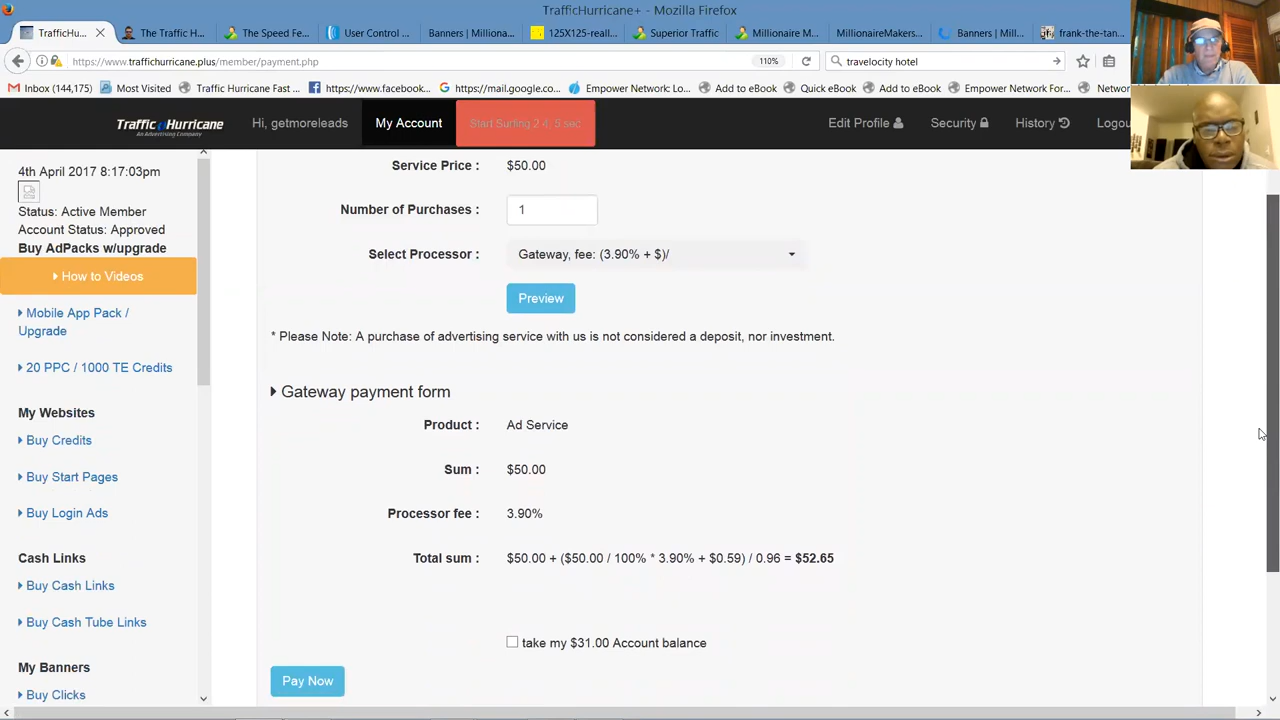 TrafficHurricane+ - Mozilla Firefox
TrafficHurricane... The Traffic H... The Speed Fe... User Control ... Banners | Milliona... 125X125-reall... Superior Traffic Millionaire M... MillionaireMakers... Banners | Mill... frank-the-tan...
https://www.traffichurricane.plus/member/payment.php 110% travelocity hotel
Inbox (144,175) Most Visited Traffic Hurricane Fast ... https://www.facebook... https://mail.google.co... Empower Network: Lo... Add to eBook Quick eBook Add to eBook Empower Network For... Network
Traffic Hurricane Hi, getmoreleads My Account Start Surfing Edit Profile Security History Logou
An Advertising Company
4th April 2017 8:17:03pm
Status: Active Member
Account Status: Approved
Buy AdPacks w/upgrade
How to Videos
Mobile App Pack /
Upgrade
20 PPC / 1000 TE Credits
My Websites
Buy Credits
Buy Start Pages
Buy Login Ads
Cash Links
Buy Cash Links
Buy Cash Tube Links
My Banners
Buy Clicks
Service Price : $50.00
Number of Purchases : 1
Select Processor : Gateway, fee: (3.90% + $)/
Preview
* Please Note: A purchase of advertising service with us is not considered a deposit, nor investment.
Gateway payment form
Product : Ad Service
Sum : $50.00
Processor fee : 3.90%
Total sum : $50.00 + ($50.00 / 100% * 3.90% + $0.59) / 0.96 = $52.65
take my $31.00 Account balance
Pay Now